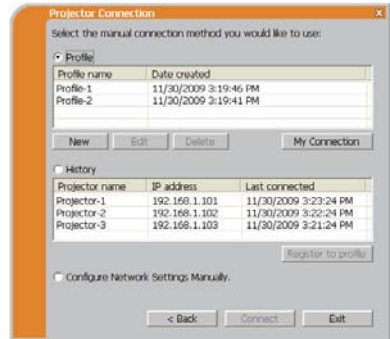 Projector Connection
X
Select the manual connection method you would like to use:
Profile
Profile name Date created
Profile-1 11/30/2009 3:19:46 PM
Profile-2 11/30/2009 3:19:41 PM
New Edit Delete My Connection
History
Projector name IP address Last connected
Projector-1 192.168.1.101 11/30/2009 3:23:24 PM
Projector-2 192.168.1.102 11/30/2009 3:22:24 PM
Projector-3 192.168.1.103 11/30/2009 3:21:24 PM
Register to profile
Configure Network Settings Manually.
< Back Connect Exit